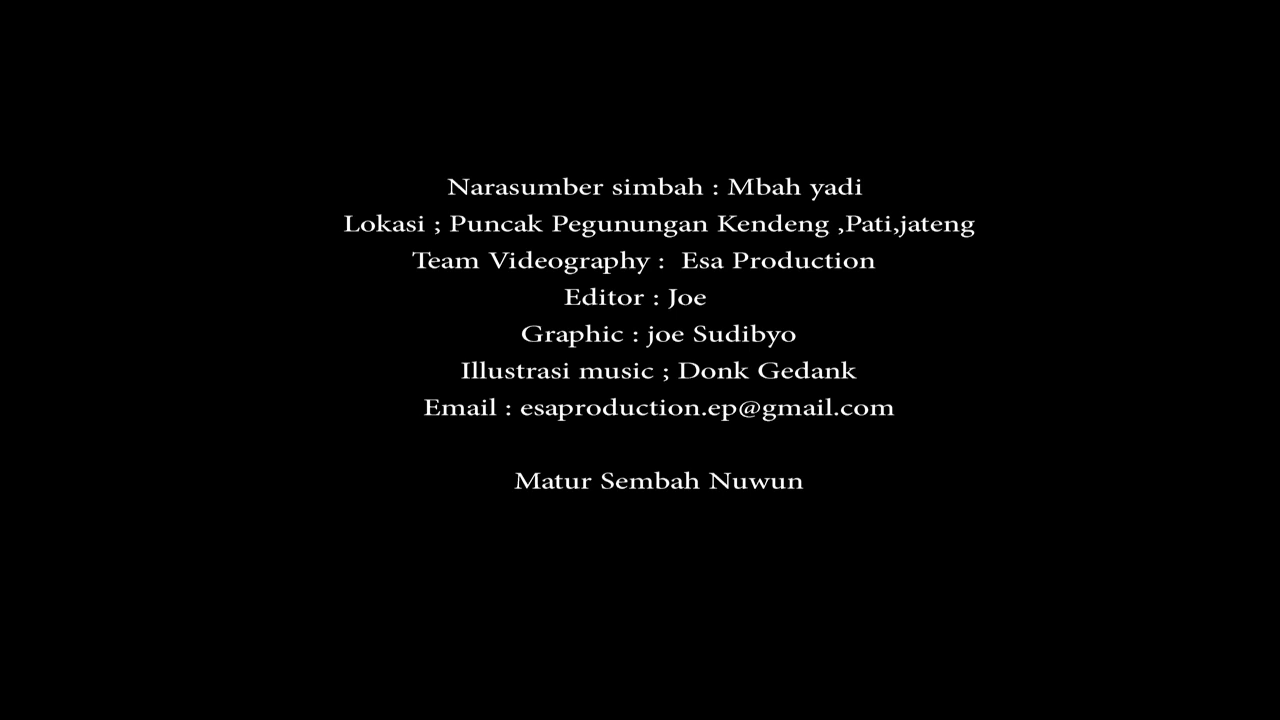 Narasumber simbah : Mbah yadi
Lokasi ; Puncak Pegunungan Kendeng ,Pati,jateng
Team Videography :  Esa Production
Editor : Joe
Graphic : joe Sudibyo
Illustrasi music ; Donk Gedank
Email : esaproduction.ep@gmail.com
Matur Sembah Nuwun